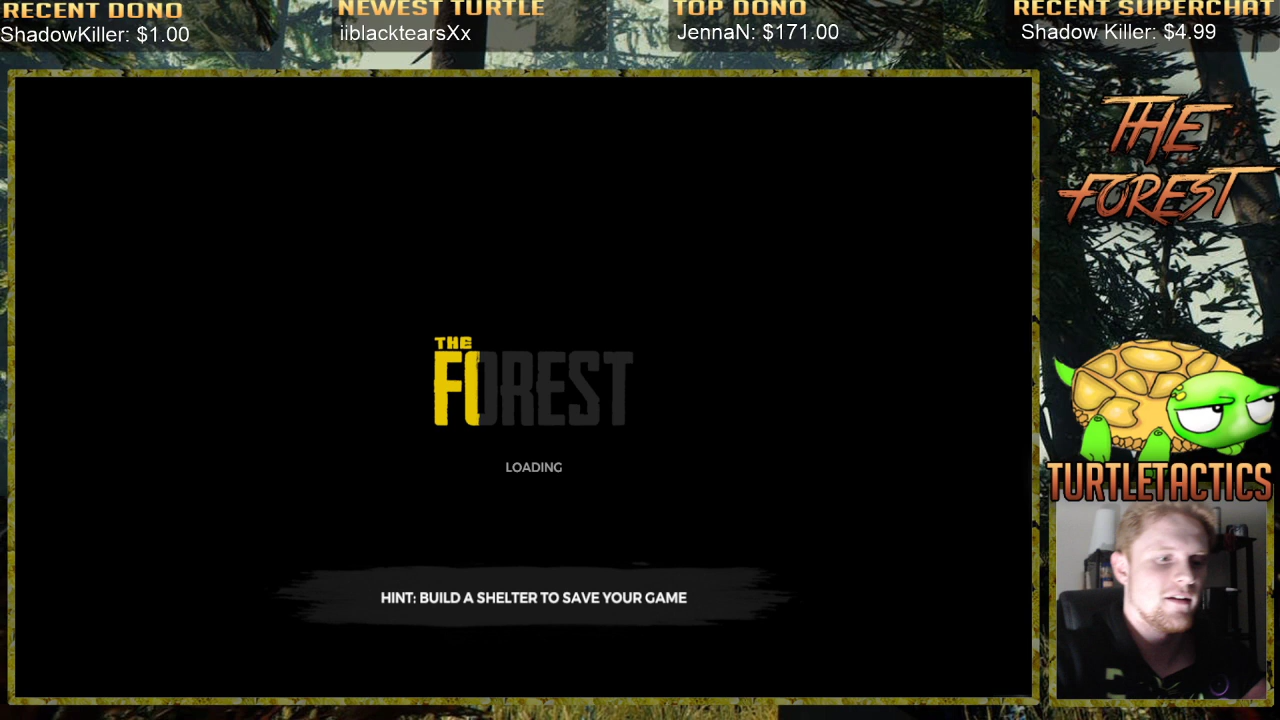 RECENT DONO
ShadowKiller: $1.00
NEWEST TURTLE
iiblacktearsXx
TOP DONO
JennaN: $171.00
RECENT SUPERCHAT
Shadow Killer: $4.99
THE
FOREST
THE
FOREST
LOADING
HINT: BUILD A SHELTER TO SAVE YOUR GAME
TURTLETACTICS